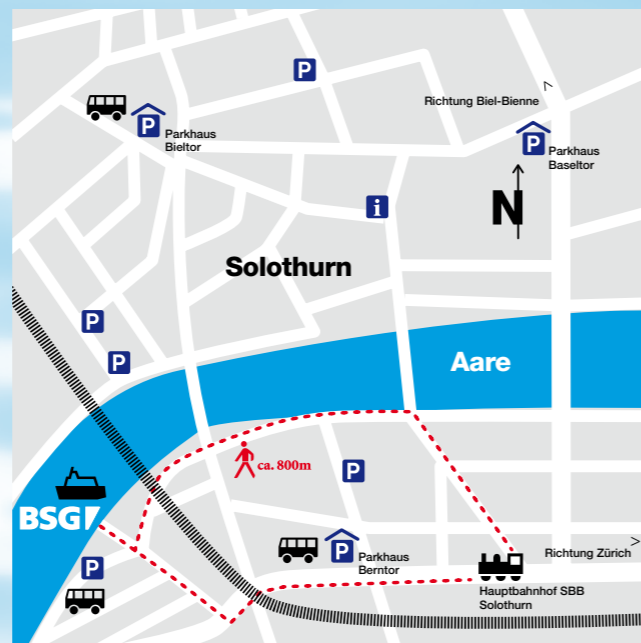 P
Richtung Biel-Bienne
P
Parkhaus
Bieltor
P
Parkhaus
Baseltor
i
N
Solothurn
P
P
Aare
ca. 800m
P
BSG
P
Parkhaus
Berntor
Richtung Zürich
P
Hauptbahnhof SBB
Solothurn